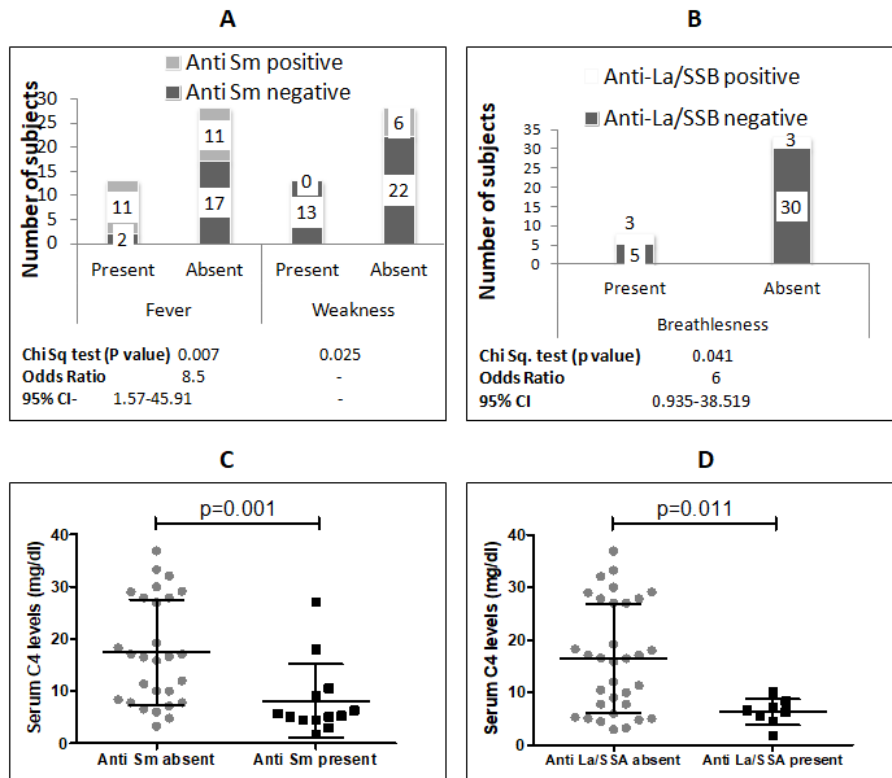 A
Anti Sm positive
Anti Sm negative
Number of subjects
30
25
20
15
10
5
0
11
2
11
17
0
13
6
22
Present Absent Present Absent
Fever Weakness
Chi Sq test (P value) 0.007 0.025
Odds Ratio 8.5 -
95% CI- 1.57-45.91 -
B
Anti-La/SSB positive
Anti-La/SSB negative
Number of subjects
35
30
25
20
15
10
5
0
3
5
3
30
Present Absent
Breathlesness
Chi Sq. test (p value) 0.041
Odds Ratio 6
95% CI 0.935-38.519
C
p=0.001
Serum C4 levels (mg/dl)
40
30
20
10
0
Anti Sm absent Anti Sm present
D
p=0.011
Serum C4 levels (mg/dl)
40
30
20
10
0
Anti La/SSA absent Anti La/SSA present